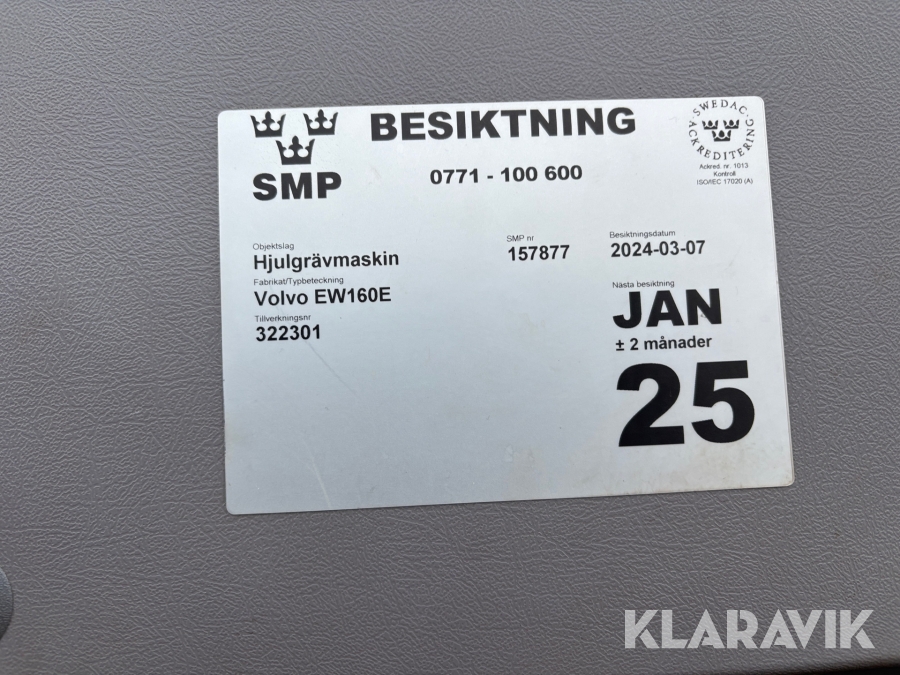 BESIKTNING
SMP
0771 - 100 600
SWEDAC
ACKREDITERING
Ackred. nr. 1013
Kontroll
ISO/IEC 17020 (A)
Objektslag
Hjulgrävmaskin
SMP nr
157877
Besiktningsdatum
2024-03-07
Fabrikat/Typbeteckning
Volvo EW160E
Tillverkningsnr
322301
Nästa besiktning
JAN
± 2 månader
25
KLARAVIK